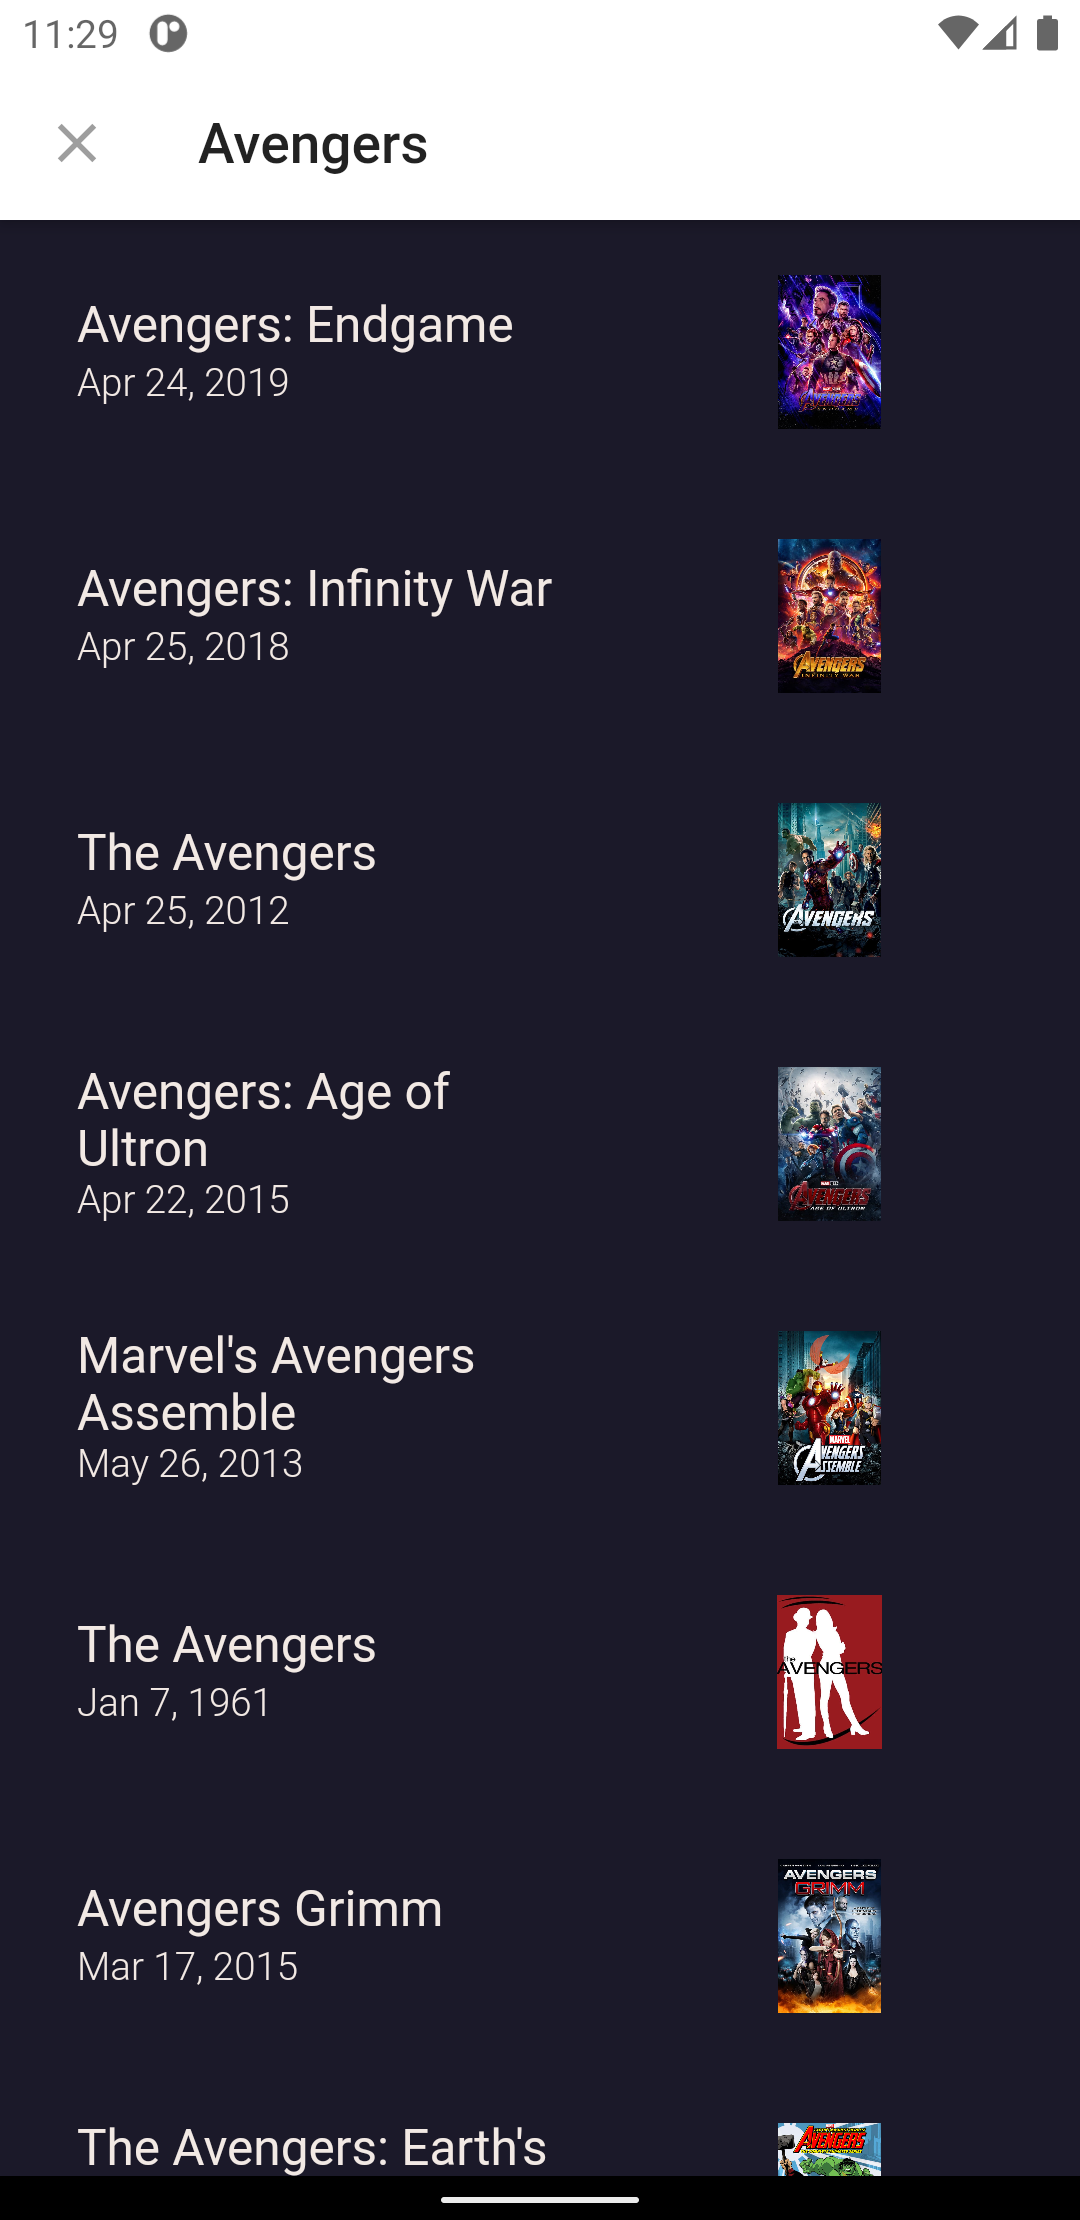 11:29
Avengers
Avengers: Endgame
Apr 24, 2019
AVENGERS
Avengers: Infinity War
Apr 25, 2018
AVENGERS
INFINITY WAR
The Avengers
Apr 25, 2012
AVENGERS
Avengers: Age of
Ultron
Apr 22, 2015
AVENGERS
AGE OF ULTRON
Marvel's Avengers
Assemble
May 26, 2013
MARVEL
AVENGERS
ASSEMBLE
The Avengers
Jan 7, 1961
the
AVENGERS
Avengers Grimm
Mar 17, 2015
AVENGERS
GRIMM
The Avengers: Earth's
AVENGERS